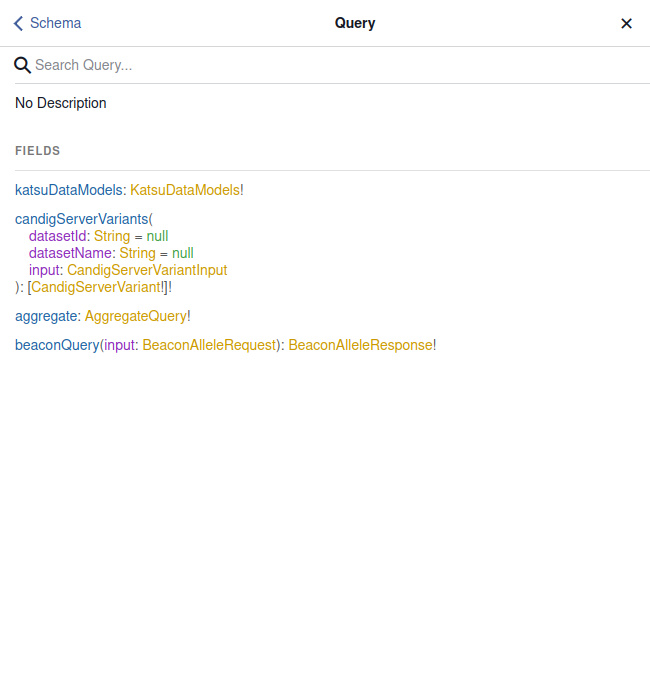 Schema
Query
✕
Search Query...
No Description
FIELDS
katsuDataModels: KatsuDataModels!
candigServerVariants(
datasetId: String = null
datasetName: String = null
input: CandigServerVariantInput
): [CandigServerVariant!]!
aggregate: AggregateQuery!
beaconQuery(input: BeaconAlleleRequest): BeaconAlleleResponse!